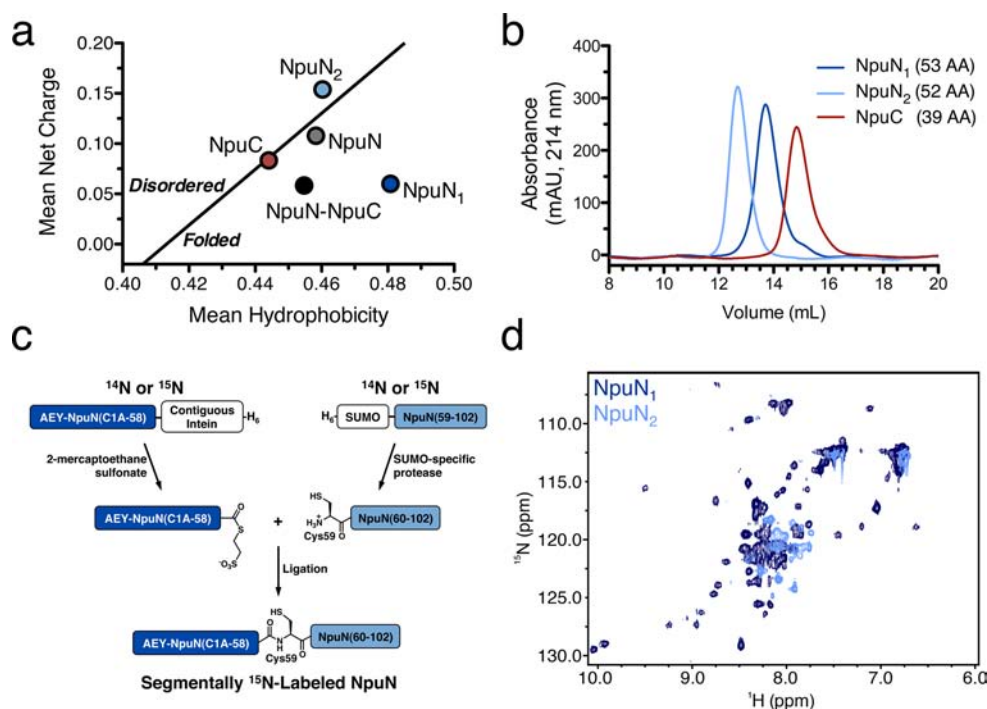 a
Mean Net Charge
0.20
0.15
0.10
0.05
0.00
NpuN2
NpuC
NpuN
Disordered
NpuN-NpuC
NpuN1
Folded
0.40
0.42
0.44
0.46
0.48
0.50
Mean Hydrophobicity
b
Absorbance
(mAU, 214 nm)
400
300
200
100
0
NpuN1 (53 AA)
NpuN2 (52 AA)
NpuC (39 AA)
8
10
12
14
16
18
20
Volume (mL)
c
14N or 15N
14N or 15N
AEY-NpuN(C1A-58)
Contiguous
Intein
H6
H6
SUMO
NpuN(59-102)
2-mercaptoethane
sulfonate
SUMO-specific
protease
AEY-NpuN(C1A-58)
O
S
-O3S
+
HS
H3N
+
O
Cys59
NpuN(60-102)
Ligation
AEY-NpuN(C1A-58)
HS
O
NH
O
Cys59
NpuN(60-102)
Segmentally 15N-Labeled NpuN
d
NpuN1
NpuN2
15N (ppm)
110.0
115.0
120.0
125.0
130.0
10.0
9.0
8.0
7.0
6.0
1H (ppm)